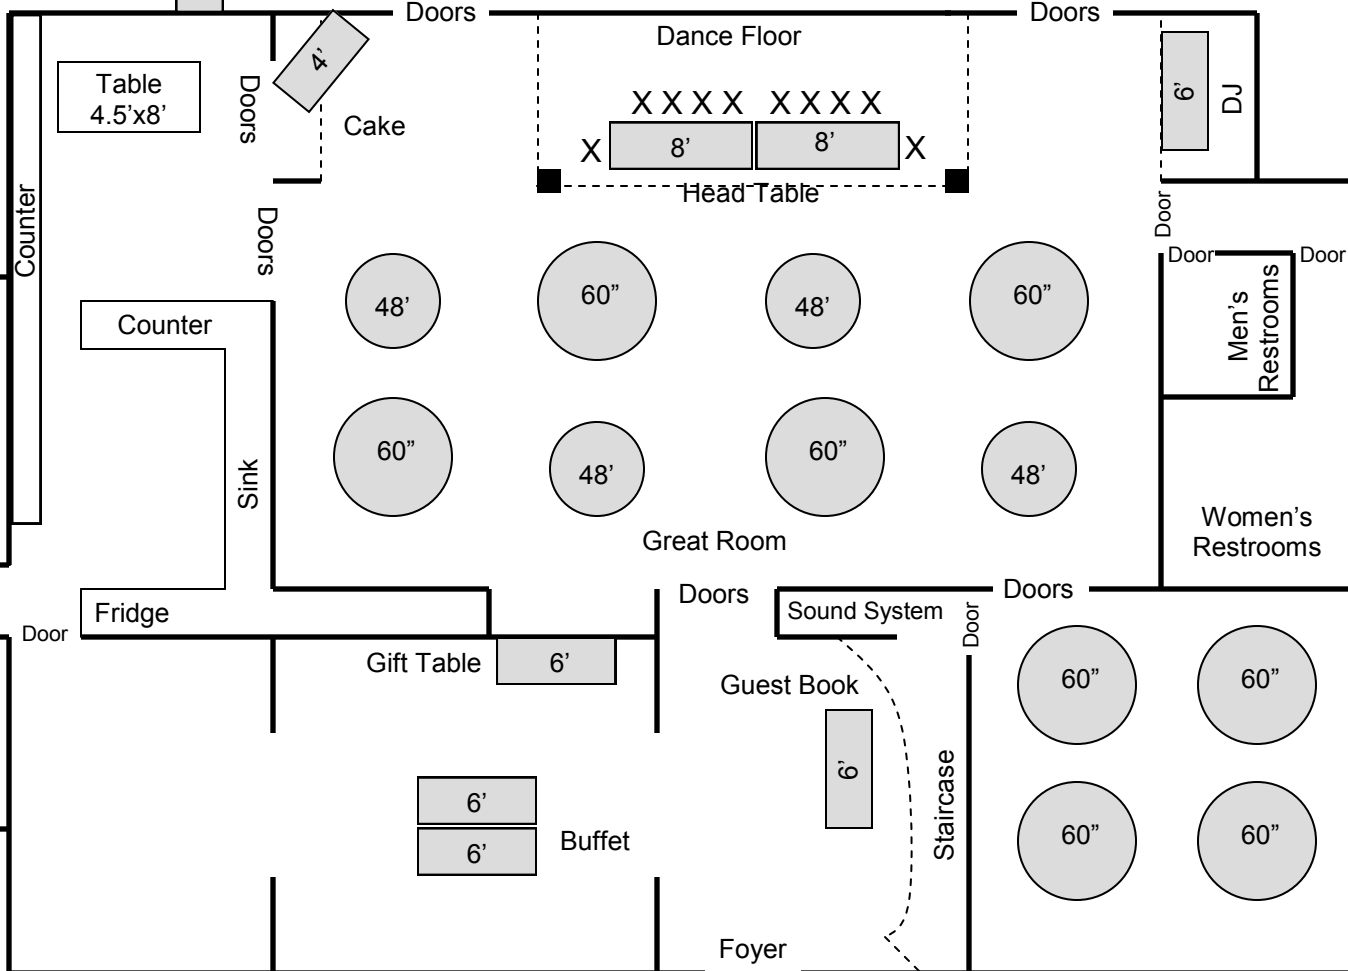 Doors
Doors
Dance Floor
4’
Table
4.5’x8’
Doors
Cake
X X X X
X X X X
6’
DJ
X
8’
8’
X
Head Table
Counter
Doors
Door
Door
Door
48’
60”
48’
60”
Men’s
Restrooms
Counter
60”
48’
60”
48’
Sink
Women’s
Restrooms
Great Room
Doors
Doors
Fridge
Sound System
Door
Door
Gift Table
6’
Guest Book
60”
60”
6’
6’
Buffet
6’
Staircase
60”
60”
Foyer